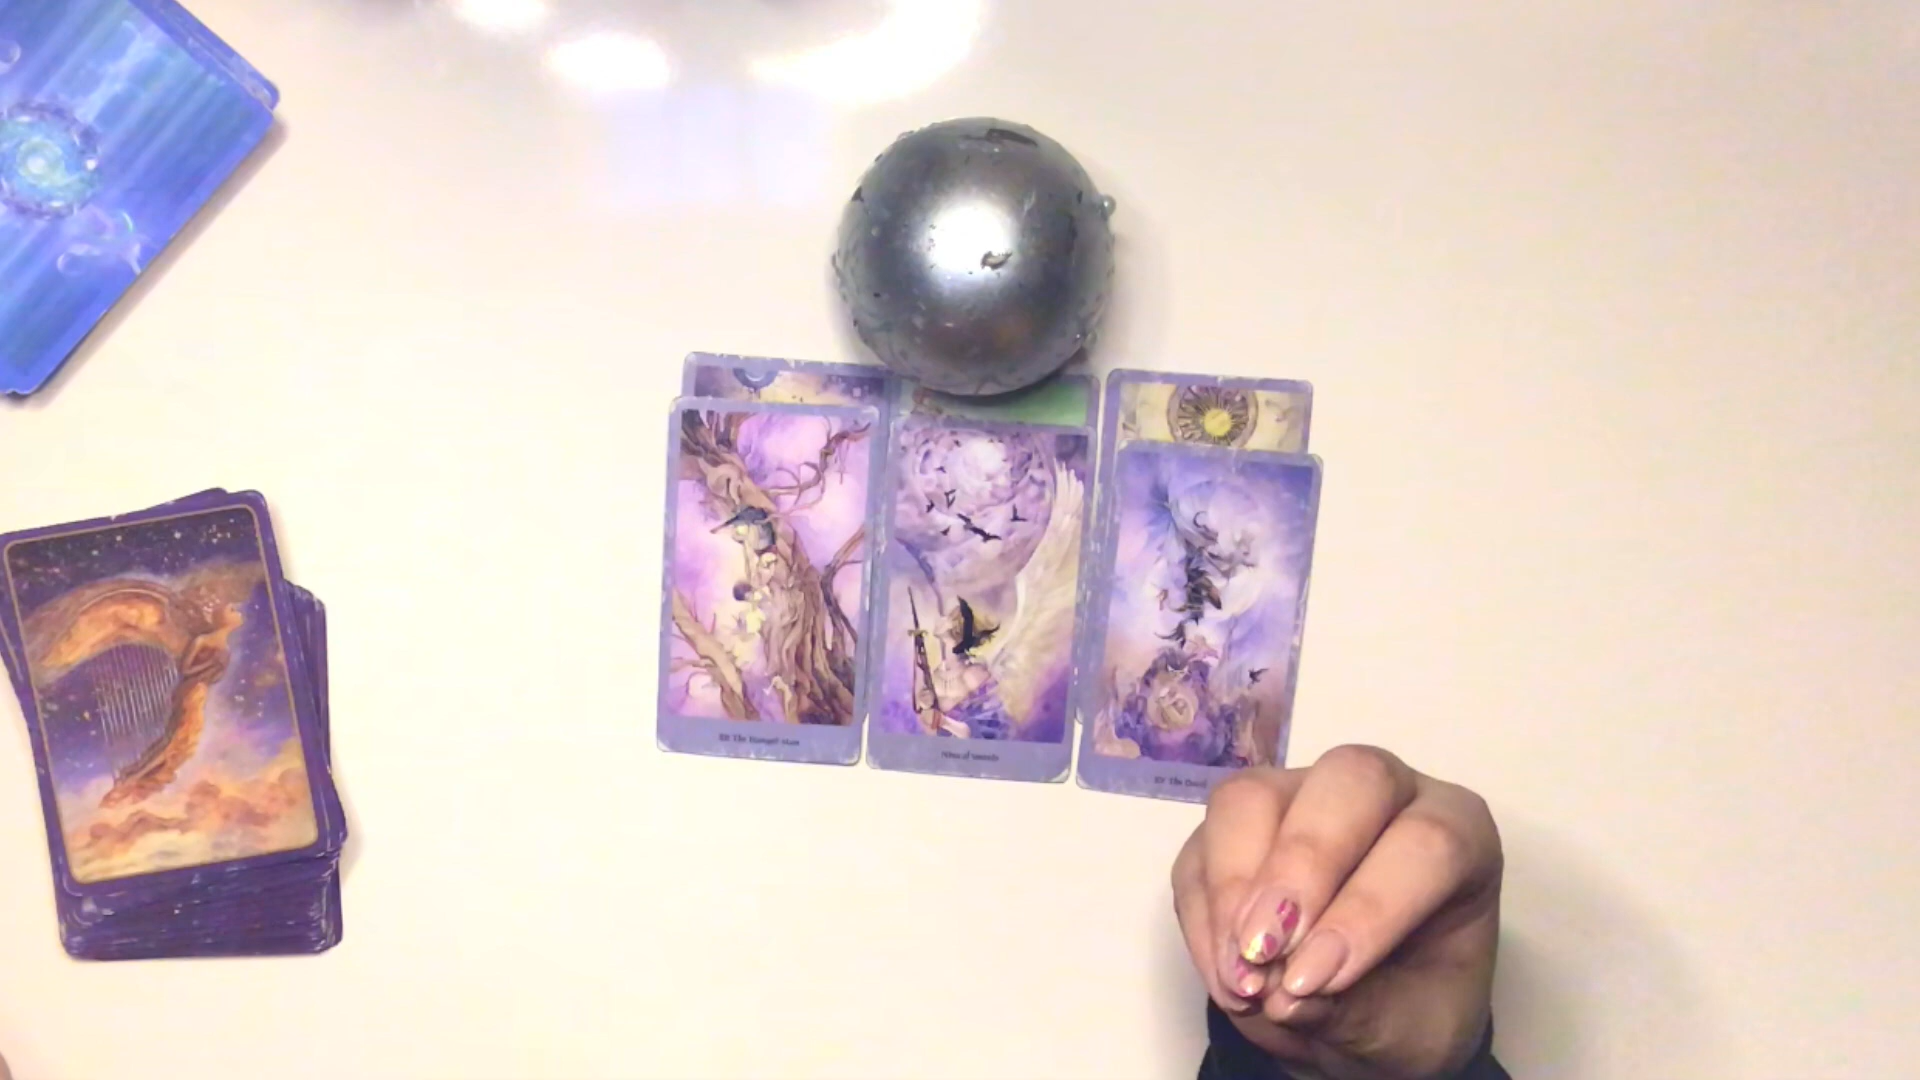 XII The Hanged Man
Nine of Swords
XV The Devil